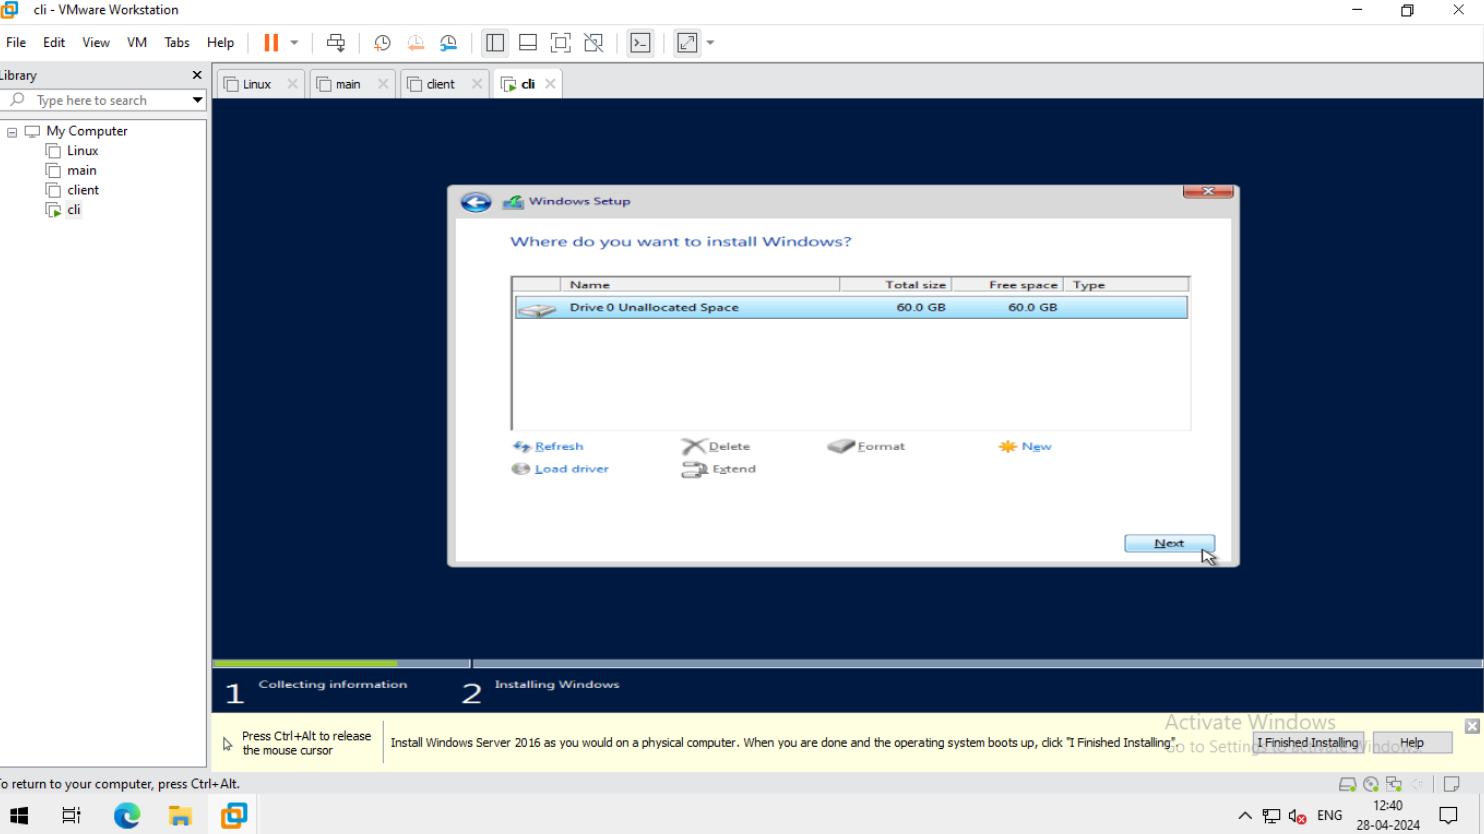 cli - VMware Workstation
File Edit View VM Tabs Help
Library
Type here to search
My Computer
Linux
main
client
cli
Linux main client cli
Windows Setup
Where do you want to install Windows?
Name Total size Free space Type
Drive 0 Unallocated Space 60.0 GB 60.0 GB
Refresh Delete Format New
Load driver Extend
Next
1 Collecting information 2 Installing Windows
Press Ctrl+Alt to release
the mouse cursor
Install Windows Server 2016 as you would on a physical computer. When you are done and the operating system boots up, click "I Finished Installing".
I Finished Installing Help
Activate Windows
to Settings
o return to your computer, press Ctrl+Alt.
ENG
12:40
28-04-2024